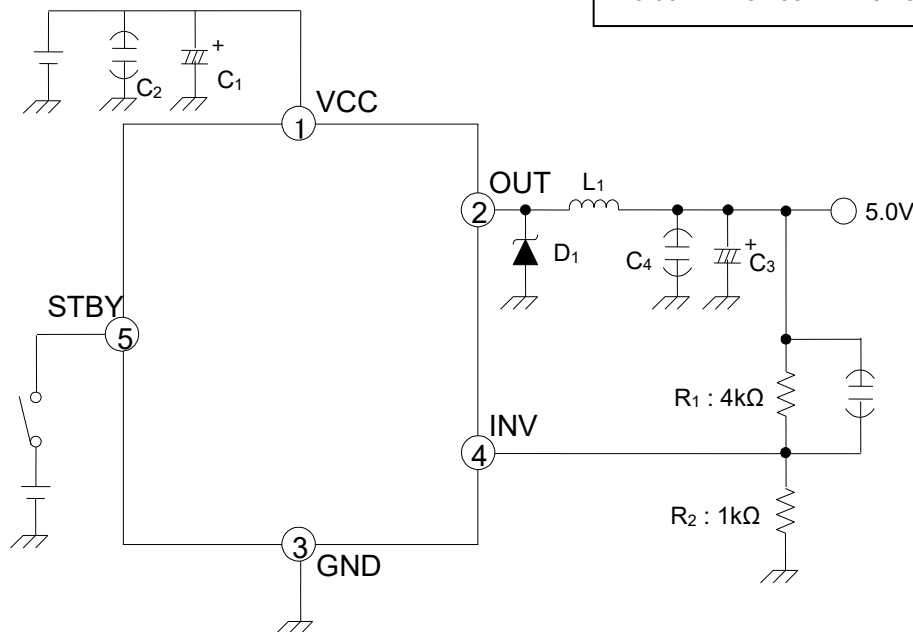 C₂
C₁
+
VCC
1
OUT
2
L₁
5.0V
D₁
C₄
+
C₃
STBY
5
R₁ : 4kΩ
INV
4
R₂ : 1kΩ
3
GND